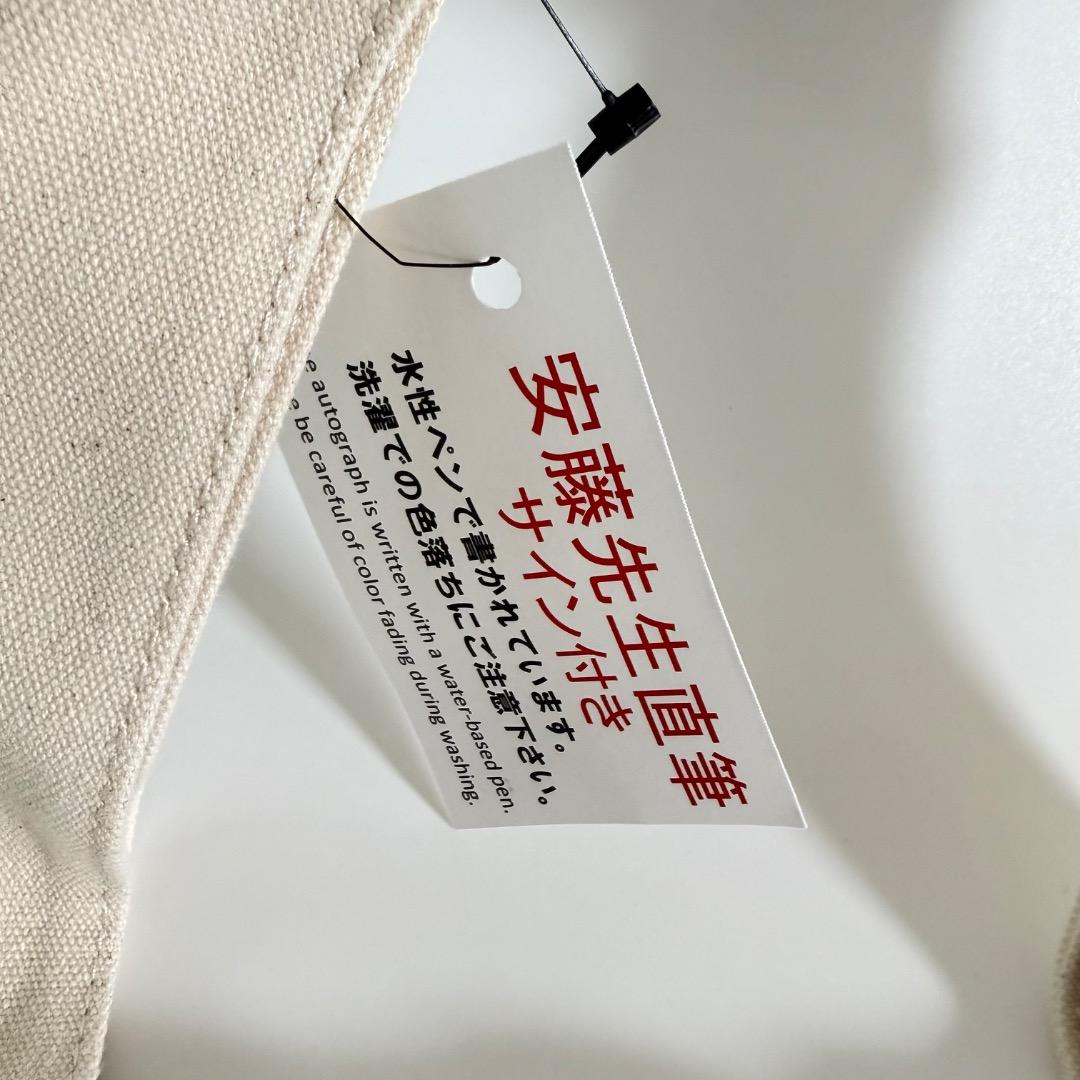 安藤先生直筆
サイン付き
水性ペンで書かれています。
洗濯での色落ちにご注意下さい。
autograph is written with a water-based pen.
be careful of color fading during washing.